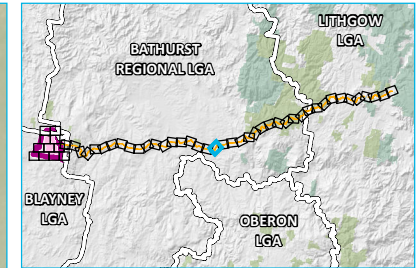 LITHGOW
LGA
BATHURST
REGIONAL LGA
BLAYNEY
LGA
OBERON
LGA